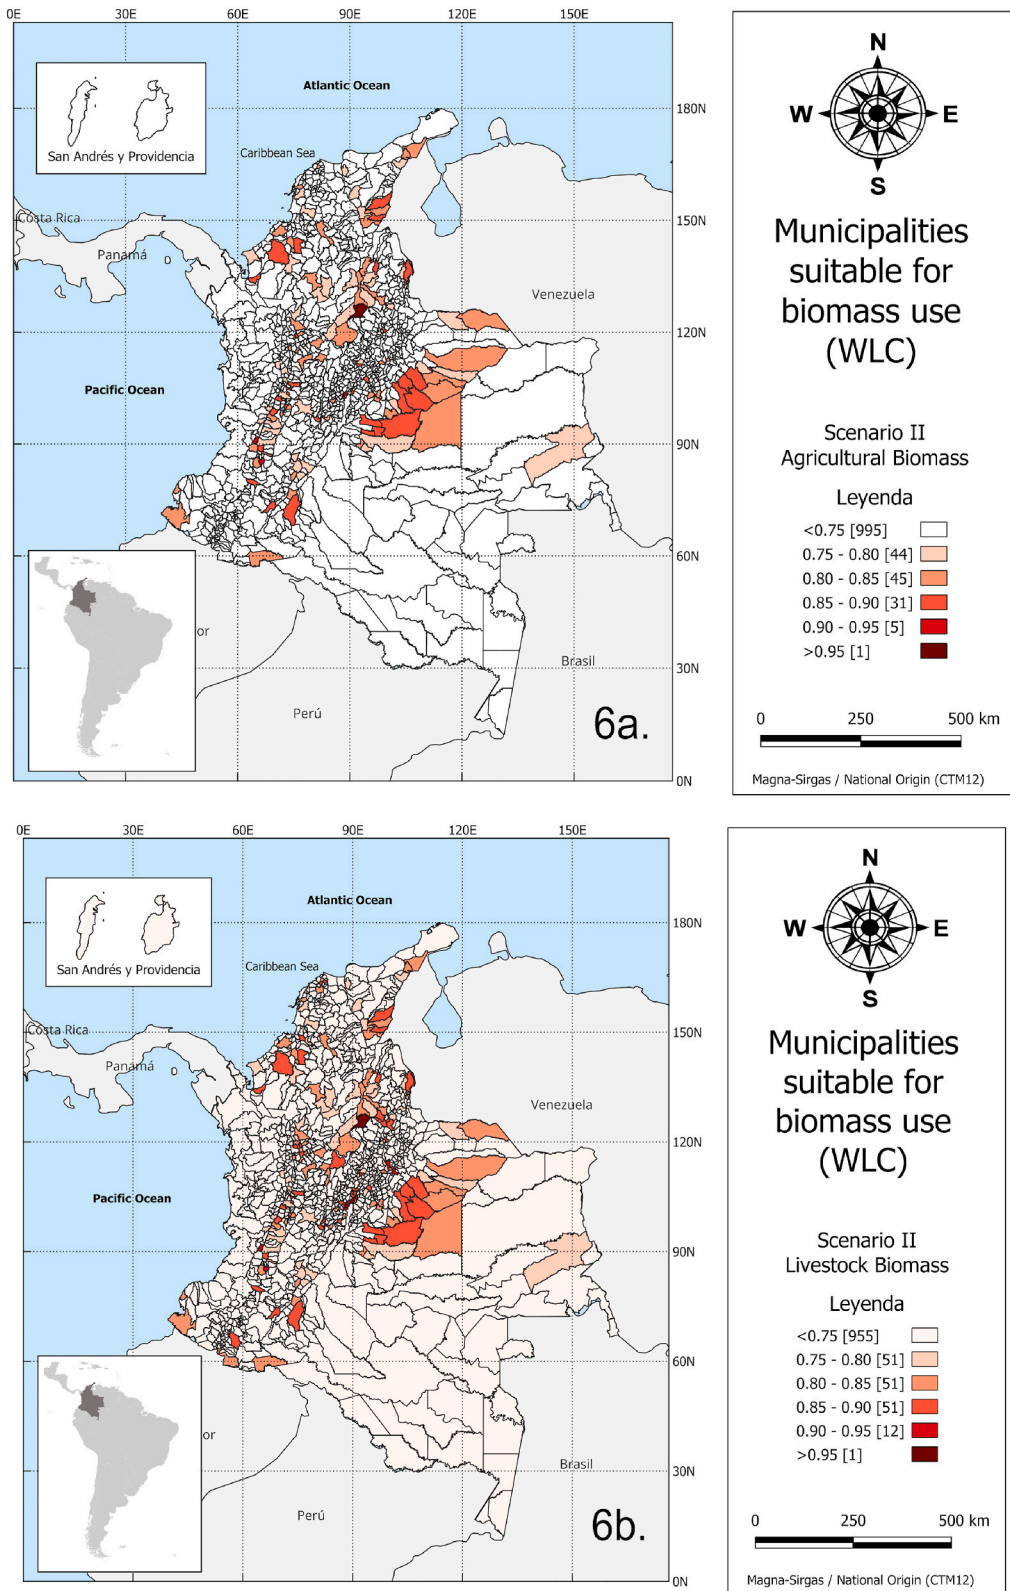 0E 30E 60E 90E 120E 150E
Atlantic Ocean
180N
San Andrés y Providencia
Caribbean Sea
150N
Costa Rica
Panamá
Venezuela
120N
Pacific Ocean
90N
60N
or
Brasil
30N
Perú
6a.
0N
N
W E
S
Municipalities
suitable for
biomass use
(WLC)
Scenario II
Agricultural Biomass
Leyenda
<0.75 [995]
0.75 - 0.80 [44]
0.80 - 0.85 [45]
0.85 - 0.90 [31]
0.90 - 0.95 [5]
>0.95 [1]
0 250 500 km
Magna-Sirgas / National Origin (CTM12)
0E 30E 60E 90E 120E 150E
Atlantic Ocean
180N
San Andrés y Providencia
Caribbean Sea
150N
Costa Rica
Panamá
Venezuela
120N
Pacific Ocean
90N
60N
or
Brasil
30N
Perú
6b.
0N
N
W E
S
Municipalities
suitable for
biomass use
(WLC)
Scenario II
Livestock Biomass
Leyenda
<0.75 [955]
0.75 - 0.80 [51]
0.80 - 0.85 [51]
0.85 - 0.90 [51]
0.90 - 0.95 [12]
>0.95 [1]
0 250 500 km
Magna-Sirgas / National Origin (CTM12)